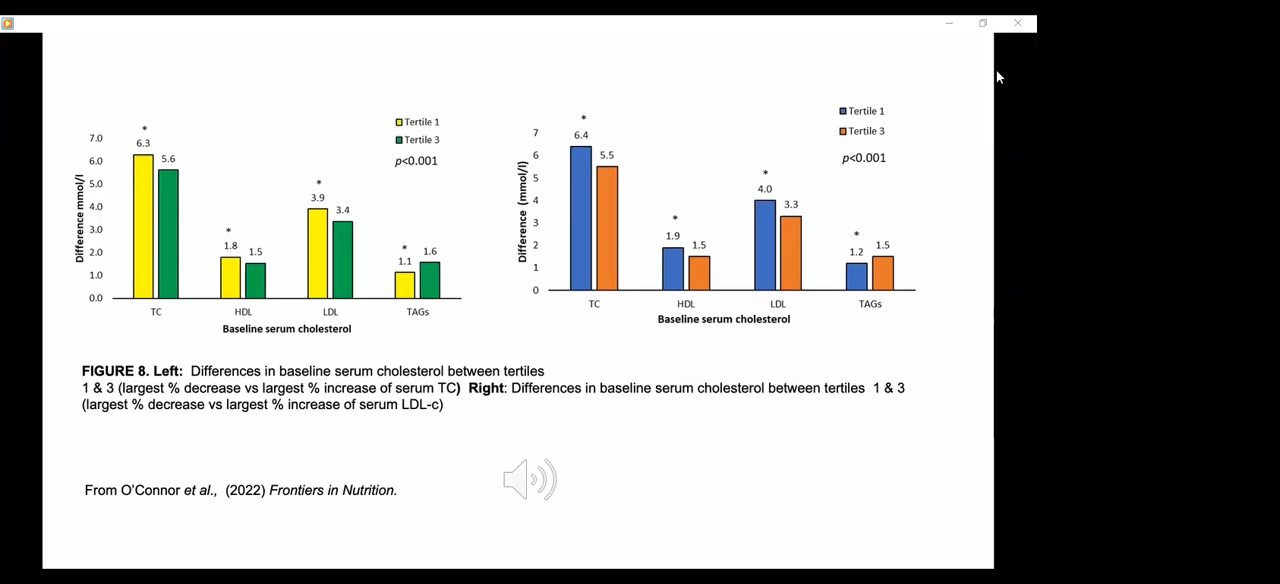 *
7.0
6.3
5.6
6.0
5.0
4.0
3.0
2.0
1.0
0.0
Difference mmol/l
*
1.8
1.5
*
3.9
3.4
*
1.1
1.6
Tertile 1
Tertile 3
p<0.001
TC
HDL
LDL
TAGs
Baseline serum cholesterol
*
7
6.4
5.5
6
5
4
3
2
1
0
Difference (mmol/l)
*
1.9
1.5
*
4.0
3.3
*
1.2
1.5
Tertile 1
Tertile 3
p<0.001
TC
HDL
LDL
TAGs
Baseline serum cholesterol
FIGURE 8. Left: Differences in baseline serum cholesterol between tertiles
1 & 3 (largest % decrease vs largest % increase of serum TC) Right: Differences in baseline serum cholesterol between tertiles 1 & 3
(largest % decrease vs largest % increase of serum LDL-c)
From O'Connor et al., (2022) Frontiers in Nutrition.